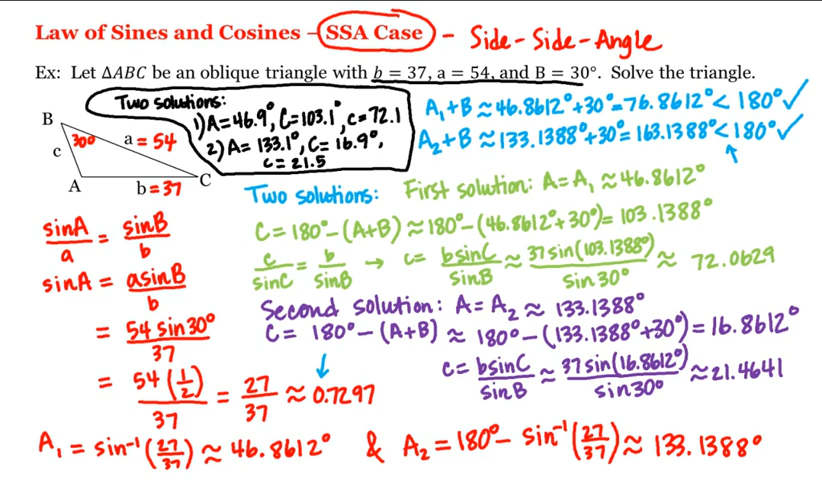 Law of Sines and Cosines – SSA Case - Side-Side-Angle
Ex: Let ΔABC be an oblique triangle with b = 37, a = 54, and B = 30°. Solve the triangle.
Two solutions:
1) A=46.9°, C=103.1°, c=72.1
2) A= 133.1°, C= 16.9°,
c= 21.5
A₁+B ≈ 46.8612°+30°=76.8612° < 180° ✓
A₂+B ≈ 133.1388°+30°= 163.1388° < 180° ✓
B
30°
a = 54
c
A
b = 37
C
sinA/a = sinB/b
sinA = asinB/b
= 54 sin30°/37
= 54(1/2)/37 = 27/37 ≈ 0.7297
Two solutions: First solution: A = A₁ ≈ 46.8612°
C = 180° − (A+B) ≈ 180° − (46.8612°+30°) = 103.1388°
c/sinC = b/sinB → c = bsinC/sinB ≈ 37sin(103.1388°)/sin30° ≈ 72.0629
Second solution: A = A₂ ≈ 133.1388°
C = 180° − (A+B) ≈ 180° − (133.1388°+30°) = 16.8612°
c = bsinC/sinB ≈ 37sin(16.8612°)/sin30° ≈ 21.4641
A₁ = sin⁻¹(27/37) ≈ 46.8612° & A₂ = 180° − sin⁻¹(27/37) ≈ 133.1388°